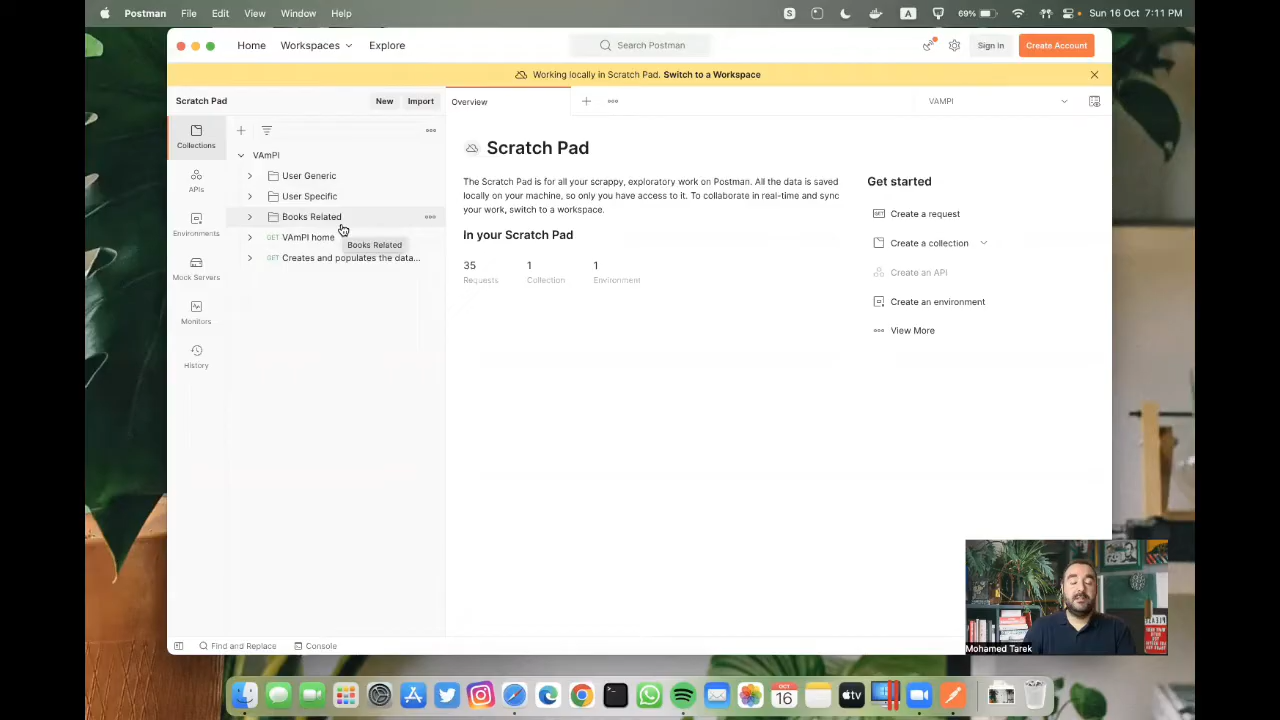 Postman File Edit View Window Help
S A 69% Sun 16 Oct 7:11 PM
Home Workspaces Explore
Search Postman
Sign In Create Account
Working locally in Scratch Pad. Switch to a Workspace
Scratch Pad New Import
Overview
VAMPI
Collections
APIs
Environments
Mock Servers
Monitors
History
VAmPI
User Generic
User Specific
Books Related
GET VAmPI home
Books Related
GET Creates and populates the data...
Scratch Pad
The Scratch Pad is for all your scrappy, exploratory work on Postman. All the data is saved
locally on your machine, so only you have access to it. To collaborate in real-time and sync
your work, switch to a workspace.
In your Scratch Pad
35 1 1
Requests Collection Environment
Get started
Create a request
Create a collection
Create an API
Create an environment
View More
Find and Replace Console
Mohamed Tarek
OCT
16
tv